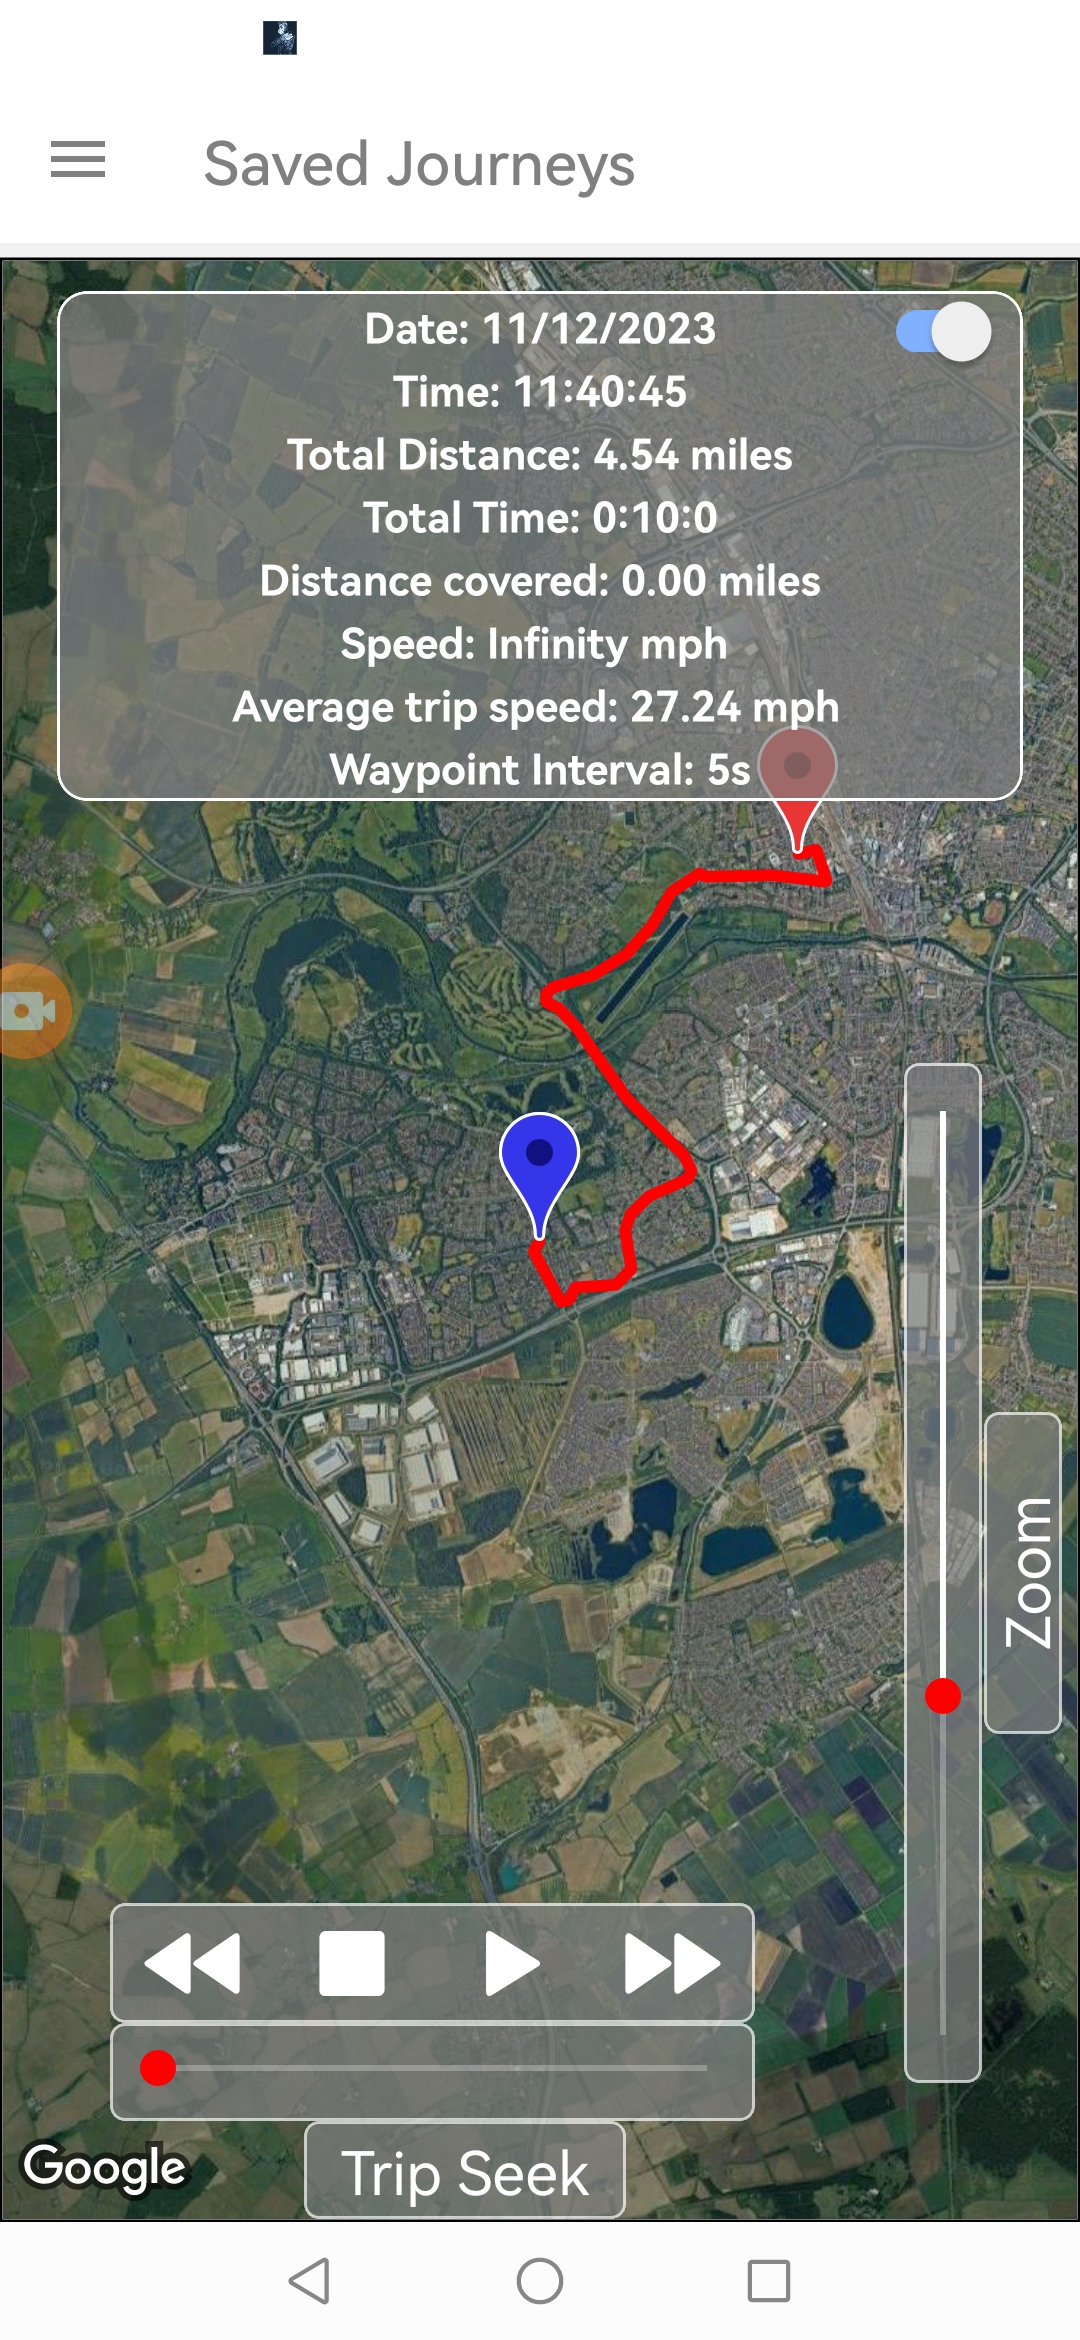 Saved Journeys
Date: 11/12/2023
Time: 11:40:45
Total Distance: 4.54 miles
Total Time: 0:10:0
Distance covered: 0.00 miles
Speed: Infinity mph
Average trip speed: 27.24 mph
Waypoint Interval: 5s
Zoom
Google
Trip Seek